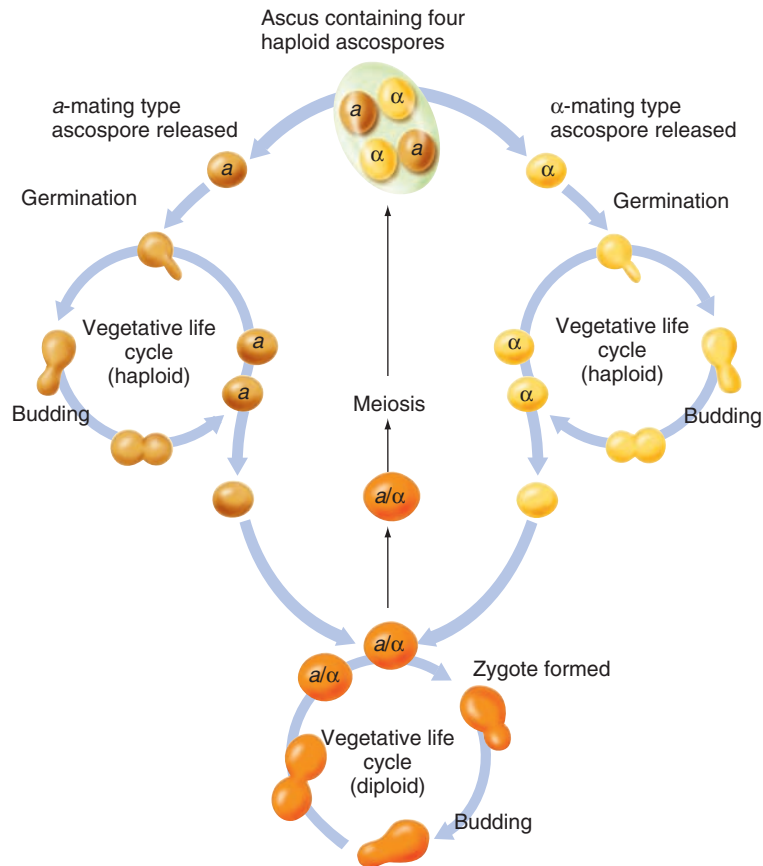 Ascus containing four
haploid ascospores
a-mating type
ascospore released
α-mating type
ascospore released
a
α
α
a
a
α
Germination
Germination
Vegetative life
cycle
(haploid)
a
a
Budding
Vegetative life
cycle
(haploid)
α
α
Budding
Meiosis
a/α
a/α
a/α
Zygote formed
Vegetative life
cycle
(diploid)
Budding